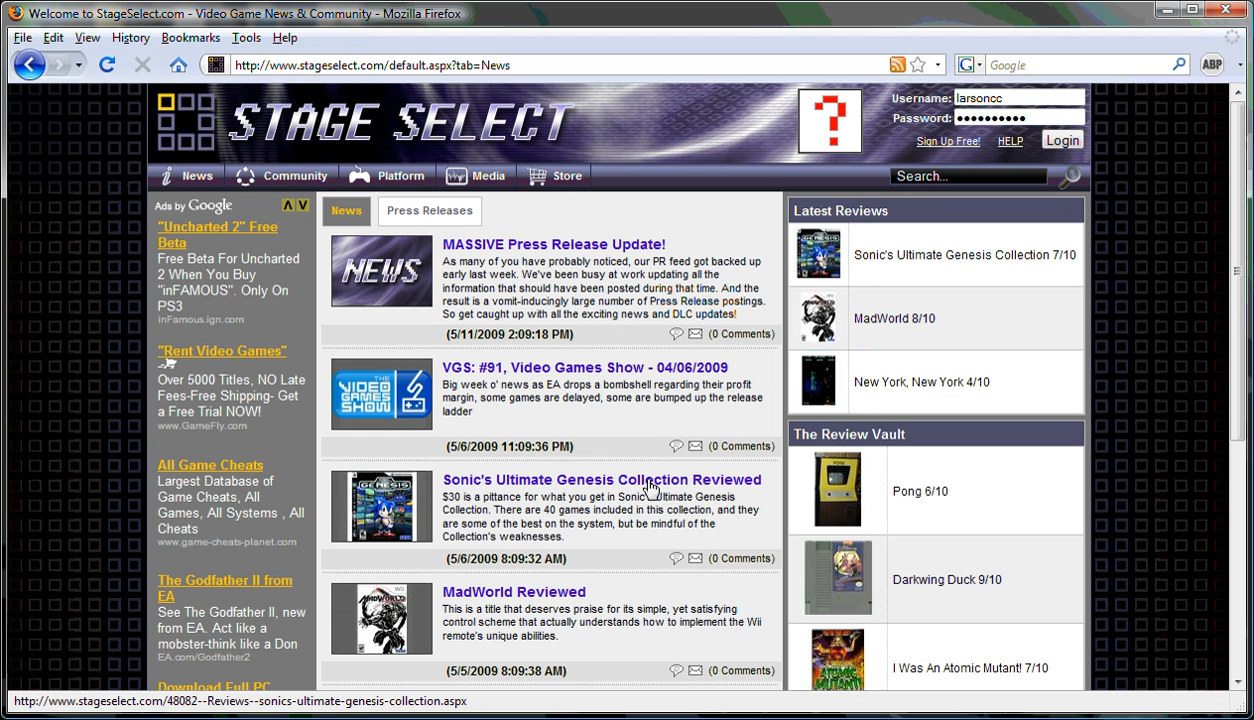 Welcome to StageSelect.com - Video Game News & Community - Mozilla Firefox
File Edit View History Bookmarks Tools Help
http://www.stageselect.com/default.aspx?tab=News
G Google
ABP
STAGE SELECT
?
Username: larsoncc
Password: ••••••••••
Sign Up Free! HELP Login
News Community Platform Media Store
Search...
Ads by Google
"Uncharted 2" Free
Beta
Free Beta For Uncharted
2 When You Buy
"inFAMOUS". Only On
PS3
inFamous.ign.com
"Rent Video Games"
Over 5000 Titles, NO Late
Fees-Free Shipping- Get
a Free Trial NOW!
www.GameFly.com
All Game Cheats
Largest Database of
Game Cheats, All
Games, All Systems , All
Cheats
www.game-cheats-planet.com
The Godfather II from
EA
See The Godfather II, new
from EA. Act like a
mobster-think like a Don
EA.com/Godfather2
Download Full PC
News Press Releases
NEWS
MASSIVE Press Release Update!
As many of you have probably noticed, our PR feed got backed up
early last week. We've been busy at work updating all the
information that should have been posted during that time. And the
result is a vomit-inducingly large number of Press Release postings.
So get caught up with all the exciting news and DLC updates!
(5/11/2009 2:09:18 PM) (0 Comments)
THE VIDEO GAMES SHOW
VGS: #91, Video Games Show - 04/06/2009
Big week o' news as EA drops a bombshell regarding their profit
margin, some games are delayed, some are bumped up the release
ladder
(5/6/2009 11:09:36 PM) (0 Comments)
GENESIS
Sonic's Ultimate Genesis Collection Reviewed
$30 is a pittance for what you get in Sonic's Ultimate Genesis
Collection. There are 40 games included in this collection, and they
are some of the best on the system, but be mindful of the
Collection's weaknesses.
(5/6/2009 8:09:32 AM) (0 Comments)
Wii
MADWORLD
MadWorld Reviewed
This is a title that deserves praise for its simple, yet satisfying
control scheme that actually understands how to implement the Wii
remote's unique abilities.
(5/5/2009 8:09:38 AM) (0 Comments)
Latest Reviews
GENESIS
Sonic's Ultimate Genesis Collection 7/10
MADWORLD
MadWorld 8/10
New York, New York 4/10
The Review Vault
PONG
Pong 6/10
Darkwing Duck 9/10
ATOMIC
MUTANT!
I Was An Atomic Mutant! 7/10
http://www.stageselect.com/48082--Reviews--sonics-ultimate-genesis-collection.aspx